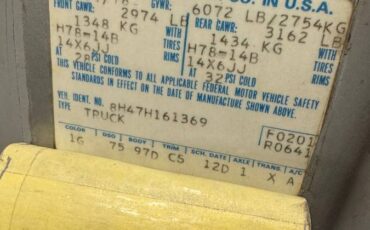 CO. IN U.S.A.
GVWR: 6072 LB/2754KG
FRONT GAWR: 2974 LB REAR GAWR: 3162 LB
1348 KG 1434 KG
H78=14B WITH TIRES H78=14B WITH TIRES
14X6JJ RIMS 14X6JJ RIMS
AT 28 PSI COLD AT 32 PSI COLD
THIS VEHICLE CONFORMS TO ALL APPLICABLE FEDERAL MOTOR VEHICLE SAFETY
STANDARDS IN EFFECT ON THE DATE OF MANUFACTURE SHOWN ABOVE.
VEH. IDENT. NO. RH47H161369
TYPE TRUCK F0201
R0641
COLOR DSO BODY TRIM SCH. DATE AXLE TRANS. A/C
1G 75 97D C5 12D 1 X A